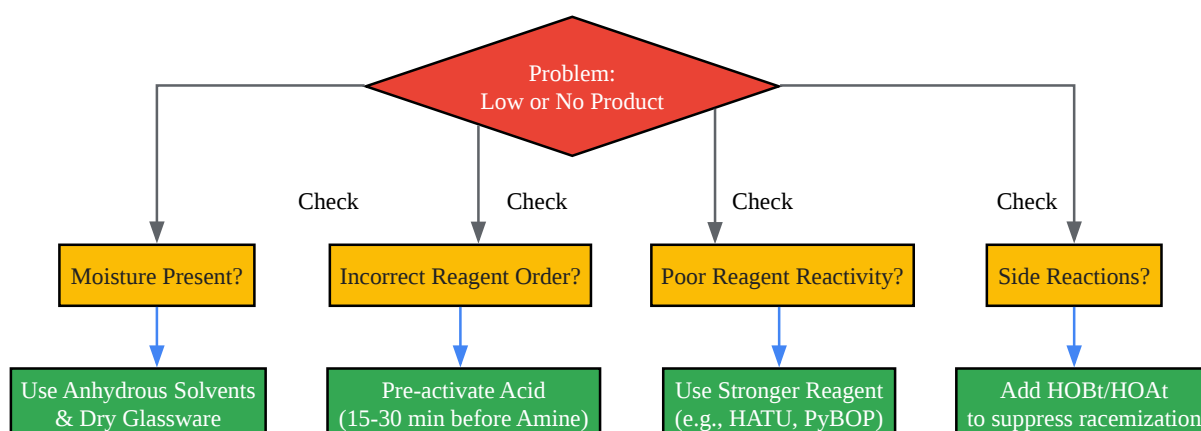 Problem:
Low or No Product
Check
Check
Check
Check
Moisture Present?
Incorrect Reagent Order?
Poor Reagent Reactivity?
Side Reactions?
Use Anhydrous Solvents
& Dry Glassware
Pre-activate Acid
(15-30 min before Amine)
Use Stronger Reagent
(e.g., HATU, PyBOP)
Add HOBt/HOAt
to suppress racemization